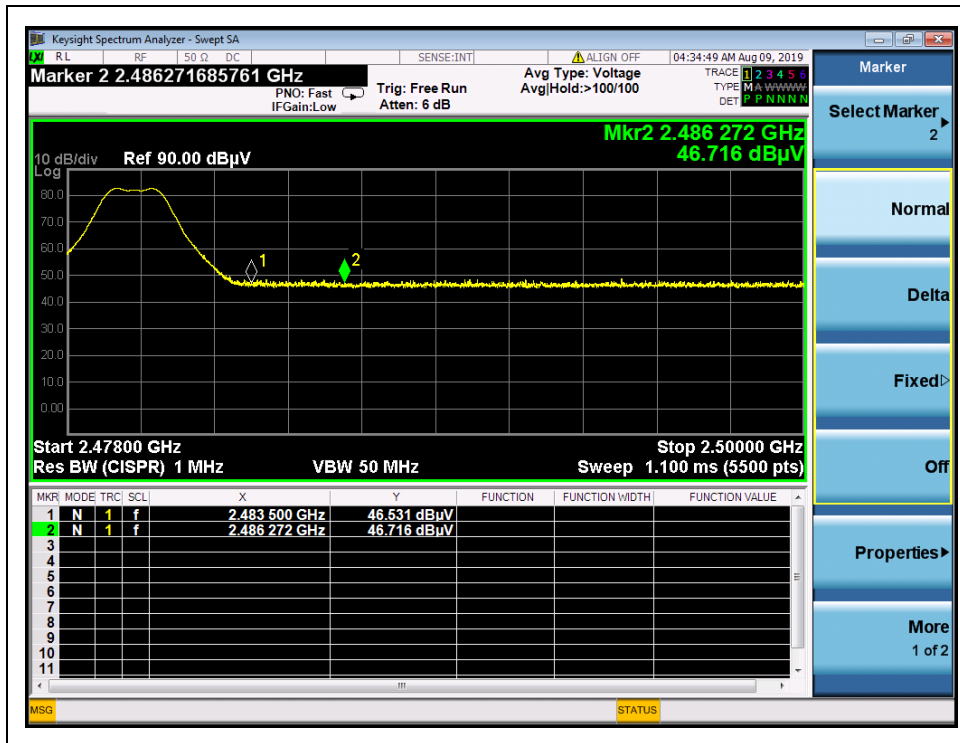 Keysight Spectrum Analyzer - Swept SA
LXI RL RF 50 Ω DC SENSE:INT ALIGN OFF 04:34:49 AM Aug 09, 2019
Marker 2 2.486271685761 GHz
PNO: Fast
IFGain:Low
Trig: Free Run
Atten: 6 dB
Avg Type: Voltage
Avg|Hold:>100/100
TRACE 1 2 3 4 5 6
TYPE M A W W W W
DET P P N N N N
Mkr2 2.486 272 GHz
46.716 dBµV
10 dB/div Ref 90.00 dBµV
Log
80.0
70.0
60.0
50.0
40.0
30.0
20.0
10.0
0.00
1
2
Start 2.47800 GHz Stop 2.50000 GHz
Res BW (CISPR) 1 MHz VBW 50 MHz Sweep 1.100 ms (5500 pts)
MKR MODE TRC SCL X Y FUNCTION FUNCTION WIDTH FUNCTION VALUE
1 N 1 f 2.483 500 GHz 46.531 dBµV
2 N 1 f 2.486 272 GHz 46.716 dBµV
3
4
5
6
7
8
9
10
11
MSG STATUS
Marker
Select Marker
2
Normal
Delta
Fixed
Off
Properties
More
1 of 2